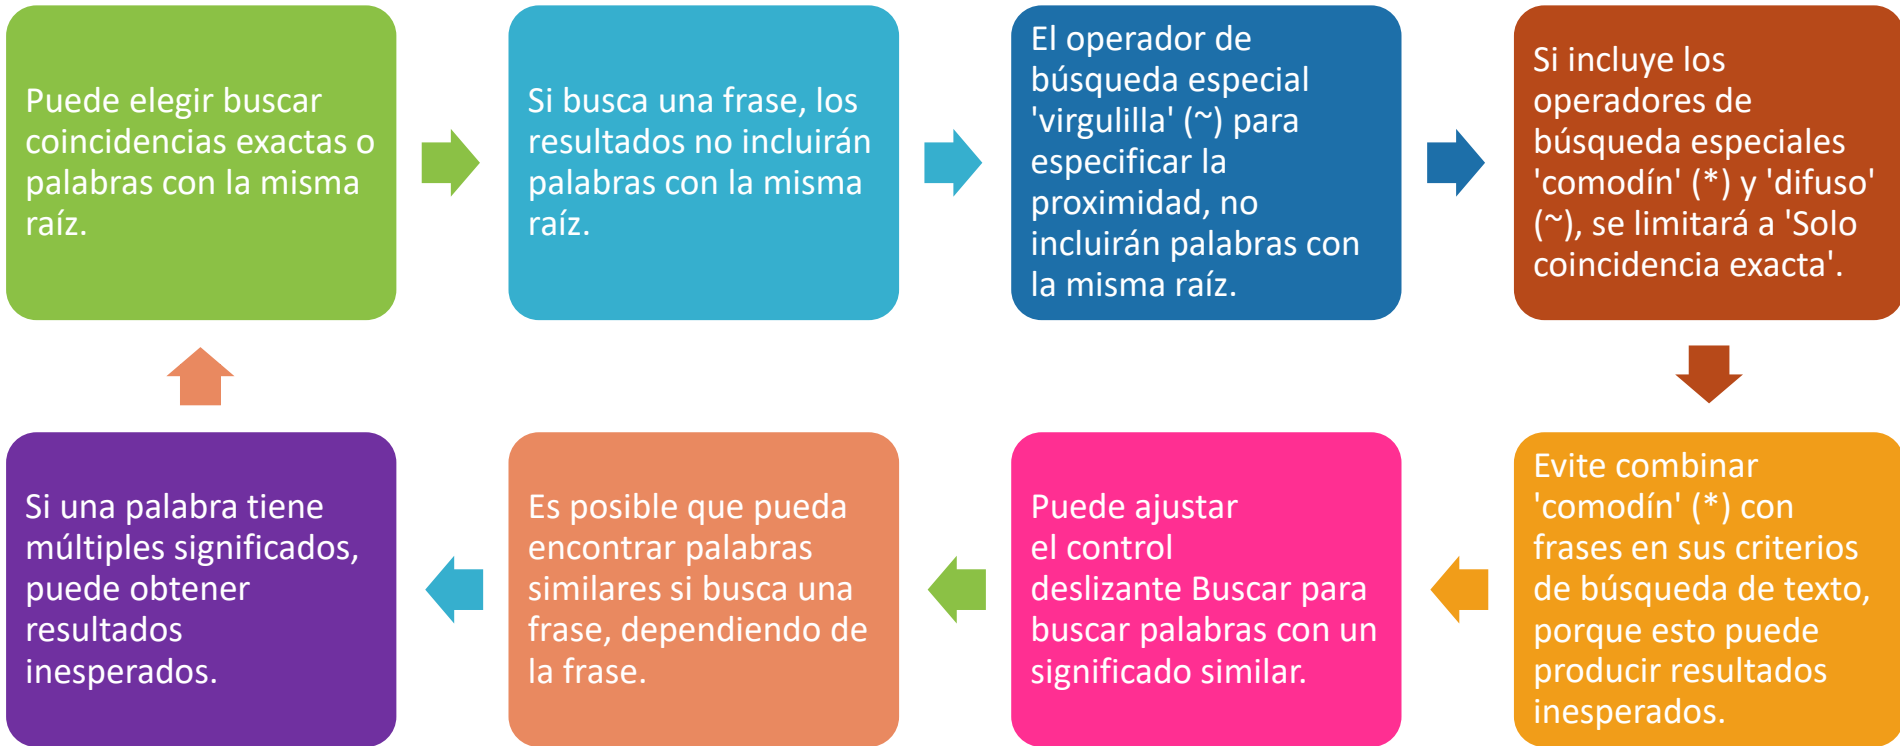 Puede elegir buscar
coincidencias exactas o
palabras con la misma
raíz.
Si busca una frase, los
resultados no incluirán
palabras con la misma
raíz.
El operador de
búsqueda especial
'virgulilla' (~) para
especificar la
proximidad, no
incluirán palabras con
la misma raíz.
Si incluye los
operadores de
búsqueda especiales
'comodín' (*) y 'difuso'
(~), se limitará a 'Solo
coincidencia exacta'.
Evite combinar
'comodín' (*) con
frases en sus criterios
de búsqueda de texto,
porque esto puede
producir resultados
inesperados.
Puede ajustar
el control
deslizante Buscar para
buscar palabras con un
significado similar.
Es posible que pueda
encontrar palabras
similares si busca una
frase, dependiendo de
la frase.
Si una palabra tiene
múltiples significados,
puede obtener
resultados
inesperados.